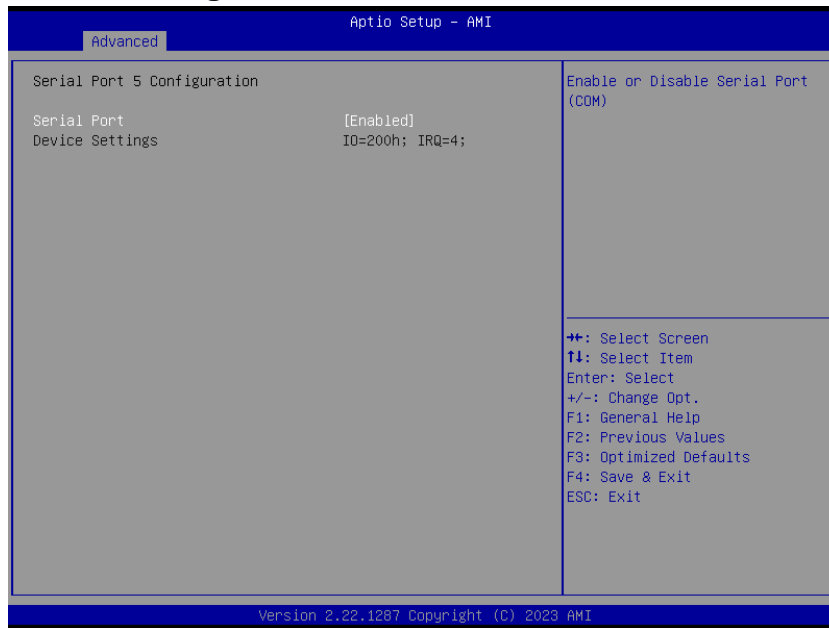 Aptio Setup – AMI
Advanced
Serial Port 5 Configuration
Serial Port [Enabled]
Device Settings IO=200h; IRQ=4;
Enable or Disable Serial Port
(COM)
→←: Select Screen
↑↓: Select Item
Enter: Select
+/-: Change Opt.
F1: General Help
F2: Previous Values
F3: Optimized Defaults
F4: Save & Exit
ESC: Exit
Version 2.22.1287 Copyright (C) 2023 AMI